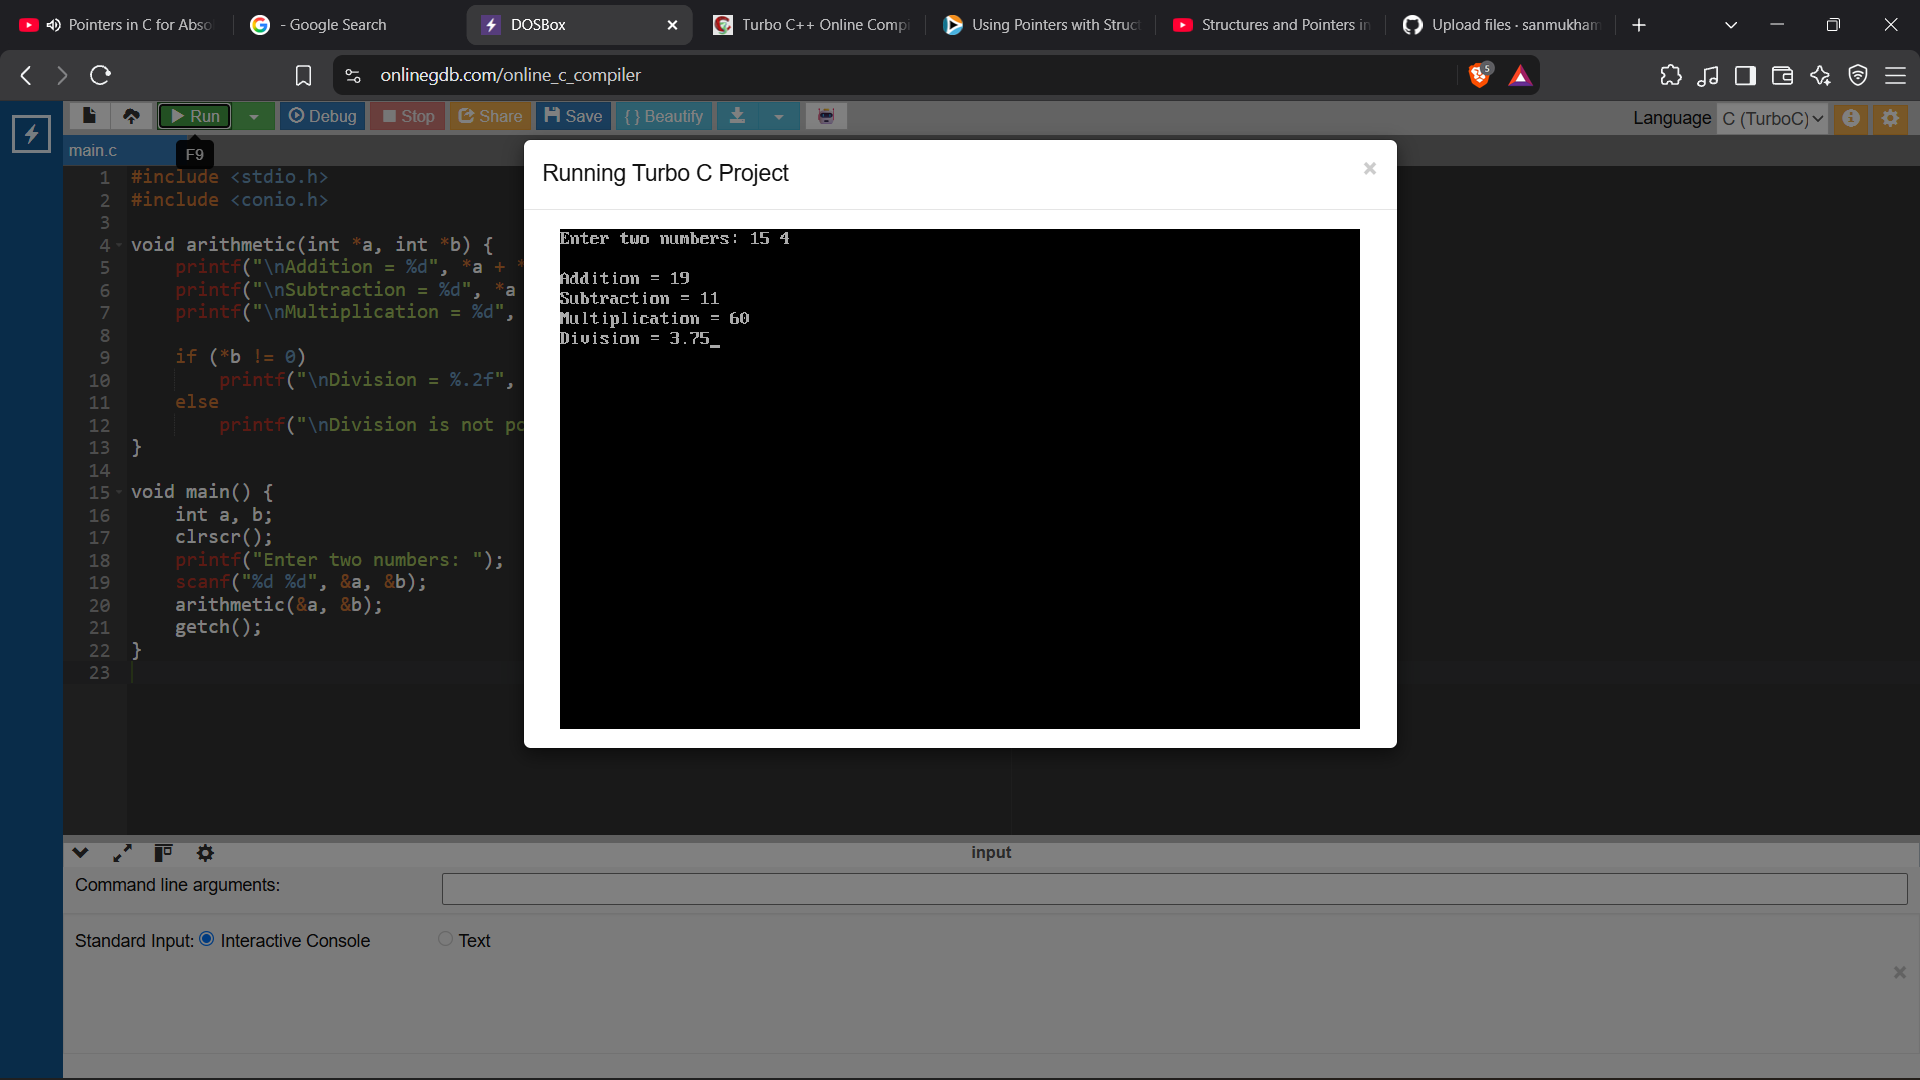 Pointers in C for Abso
- Google Search
DOSBox
Turbo C++ Online Compi
Using Pointers with Struct
Structures and Pointers in
Upload files · sanmukham
onlinegdb.com/online_c_compiler
5
Run
Debug
Stop
Share
Save
{ } Beautify
Language
C (TurboC)
main.c
F9
1 #include <stdio.h>
2 #include <conio.h>
3
4 void arithmetic(int *a, int *b) {
5 printf("\nAddition = %d", *a + *
6 printf("\nSubtraction = %d", *a
7 printf("\nMultiplication = %d",
8
9 if (*b != 0)
10 printf("\nDivision = %.2f",
11 else
12 printf("\nDivision is not po
13 }
14
15 void main() {
16 int a, b;
17 clrscr();
18 printf("Enter two numbers: ");
19 scanf("%d %d", &a, &b);
20 arithmetic(&a, &b);
21 getch();
22 }
23
Running Turbo C Project
Enter two numbers: 15 4
Addition = 19
Subtraction = 11
Multiplication = 60
Division = 3.75_
input
Command line arguments:
Standard Input: Interactive Console Text